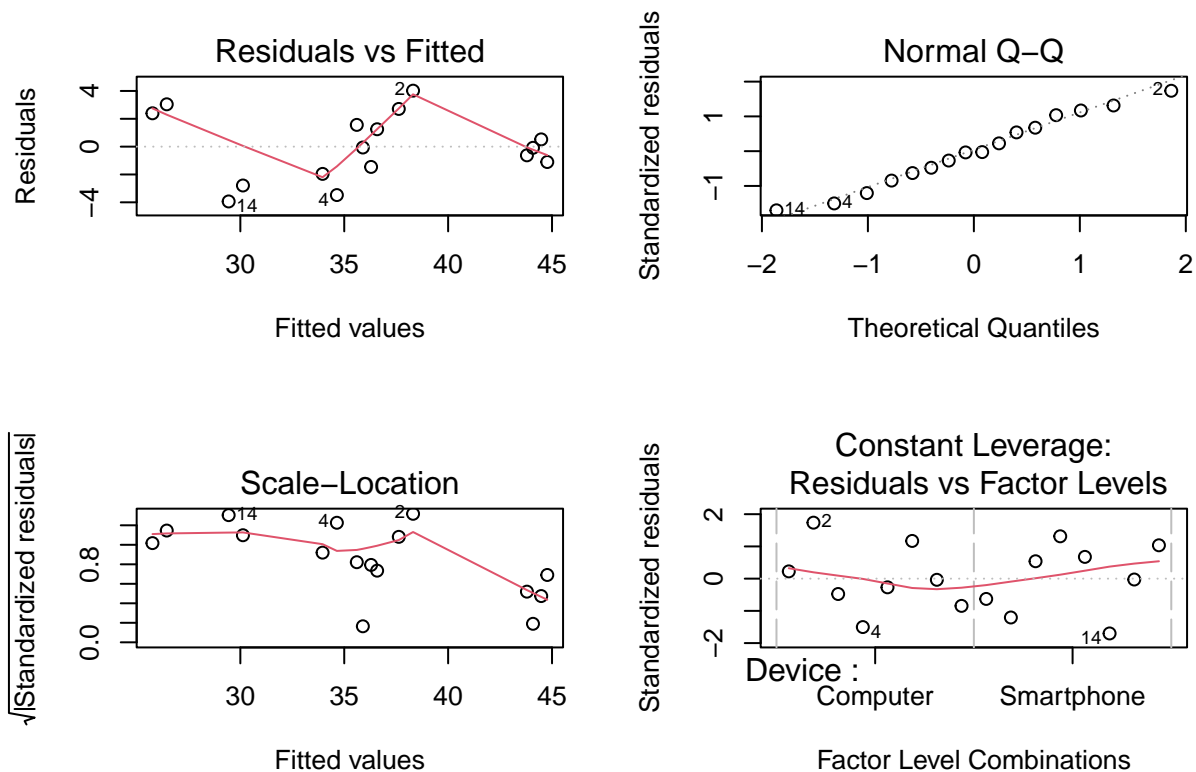 Residuals vs Fitted
Residuals
4
0
−4
2
4
14
30 35 40 45
Fitted values
Normal Q−Q
Standardized residuals
1
−1
14
4
2
−2 −1 0 1 2
Theoretical Quantiles
Scale−Location
√|Standardized residuals|
0.8
0.0
14
4
2
30 35 40 45
Fitted values
Constant Leverage:
Residuals vs Factor Levels
Standardized residuals
2
0
−2
2
4
14
Device :
Computer Smartphone
Factor Level Combinations